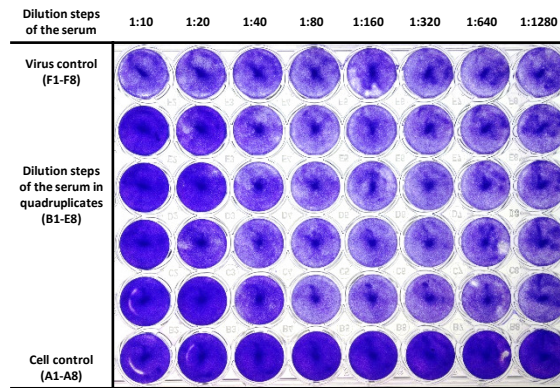 Dilution steps
of the serum
1:10 1:20 1:40 1:80 1:160 1:320 1:640 1:1280
Virus control
(F1-F8)
Dilution steps
of the serum in
quadruplicates
(B1-E8)
Cell control
(A1-A8)